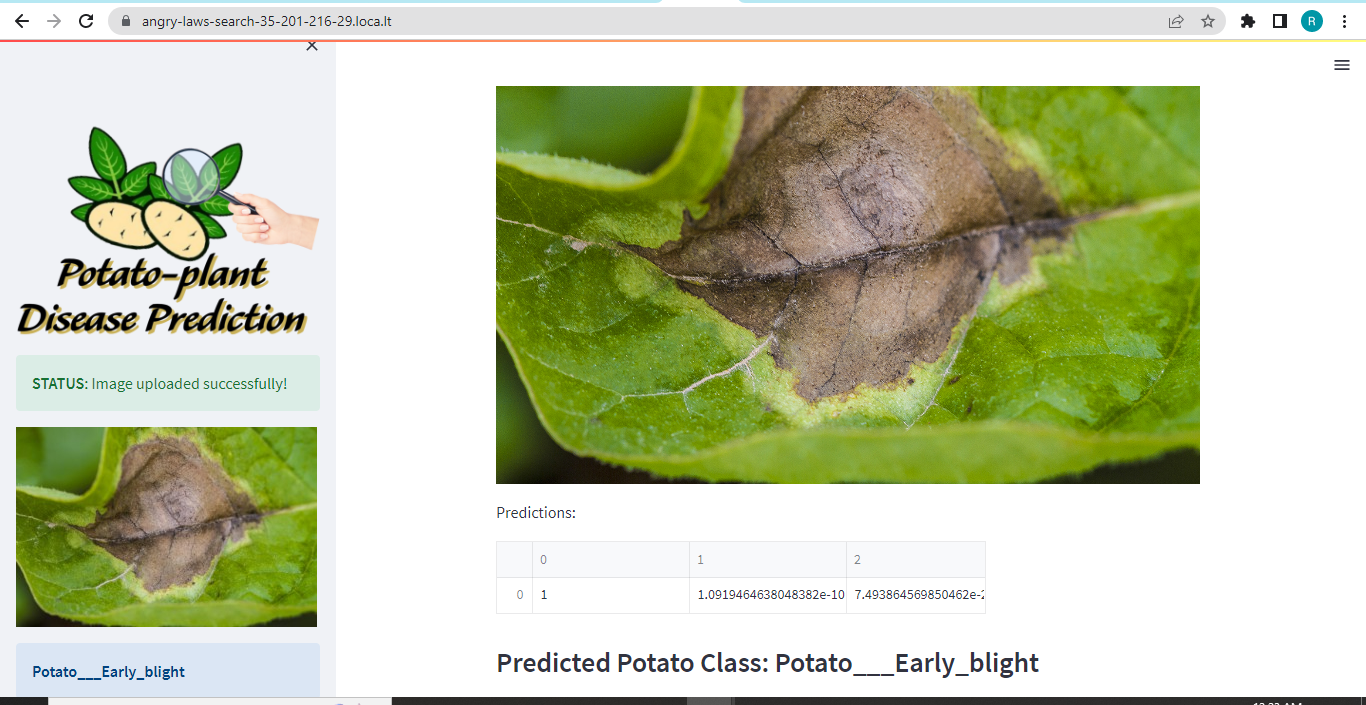 angry-laws-search-35-201-216-29.loca.lt
R
Potato-plant
Disease Prediction
STATUS: Image uploaded successfully!
Potato___Early_blight
Predictions:
0 1 2
0 1 1.0919464638048382e-10 7.493864569850462e-
Predicted Potato Class: Potato___Early_blight